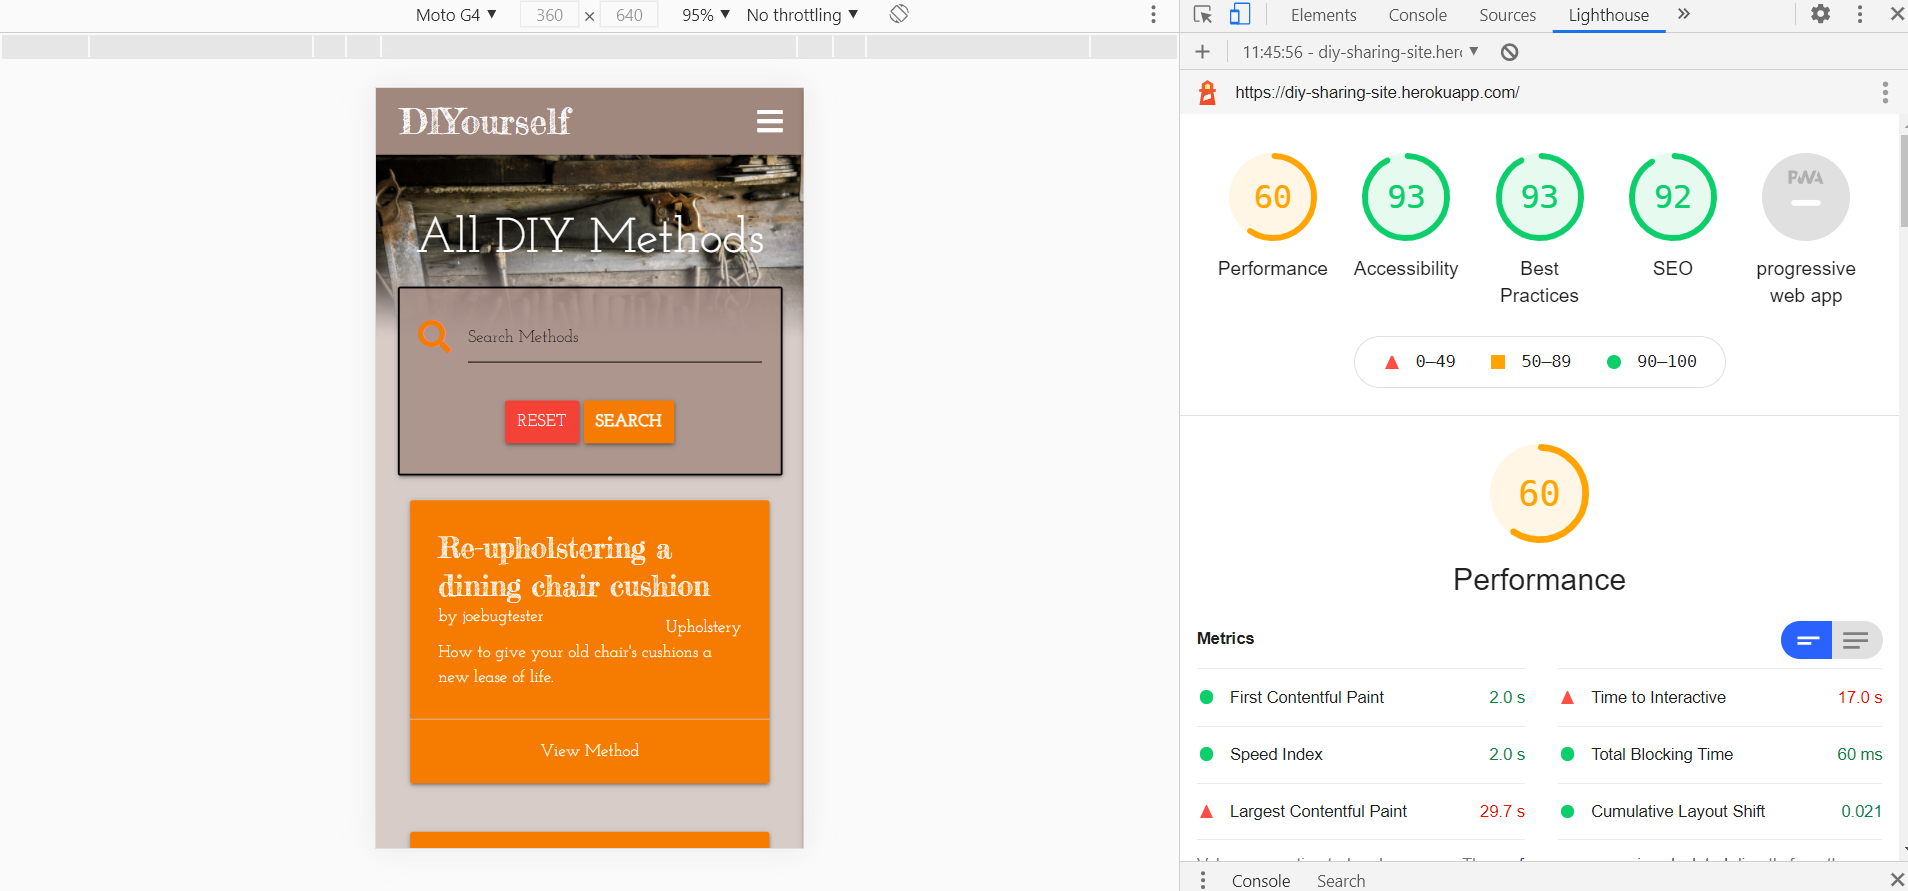 Moto G4 ▼ 360 × 640 95% ▼ No throttling ▼
Elements Console Sources Lighthouse »
11:45:56 - diy-sharing-site.her
https://diy-sharing-site.herokuapp.com/
DIYourself
All DIY Methods
Search Methods
RESET SEARCH
Re-upholstering a
dining chair cushion
by joebugtester
Upholstery
How to give your old chair's cushions a
new lease of life.
View Method
60 93 93 92 PWA
Performance Accessibility Best Practices SEO progressive web app
0–49 50–89 90–100
60
Performance
Metrics
First Contentful Paint 2.0 s
Time to Interactive 17.0 s
Speed Index 2.0 s
Total Blocking Time 60 ms
Largest Contentful Paint 29.7 s
Cumulative Layout Shift 0.021
Console Search